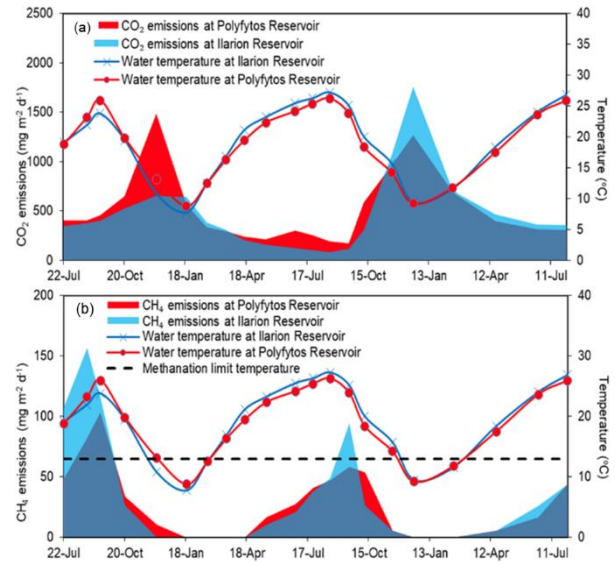 (a)
CO₂ emissions at Polyfytos Reservoir
CO₂ emissions at Ilarion Reservoir
Water temperature at Ilarion Reservoir
Water temperature at Polyfytos Reservoir
2500
2000
1500
1000
500
0
CO₂ emissions (mg m⁻² d⁻¹)
40
35
30
25
20
15
10
5
0
Temperature (°C)
22-Jul 20-Oct 18-Jan 18-Apr 17-Jul 15-Oct 13-Jan 12-Apr 11-Jul
(b)
CH₄ emissions at Polyfytos Reservoir
CH₄ emissions at Ilarion Reservoir
Water temperature at Ilarion Reservoir
Water temperature at Polyfytos Reservoir
Methanation limit temperature
200
150
100
50
0
CH₄ emissions (mg m⁻² d⁻¹)
40
30
20
10
0
Temperature (°C)
22-Jul 20-Oct 18-Jan 18-Apr 17-Jul 15-Oct 13-Jan 12-Apr 11-Jul